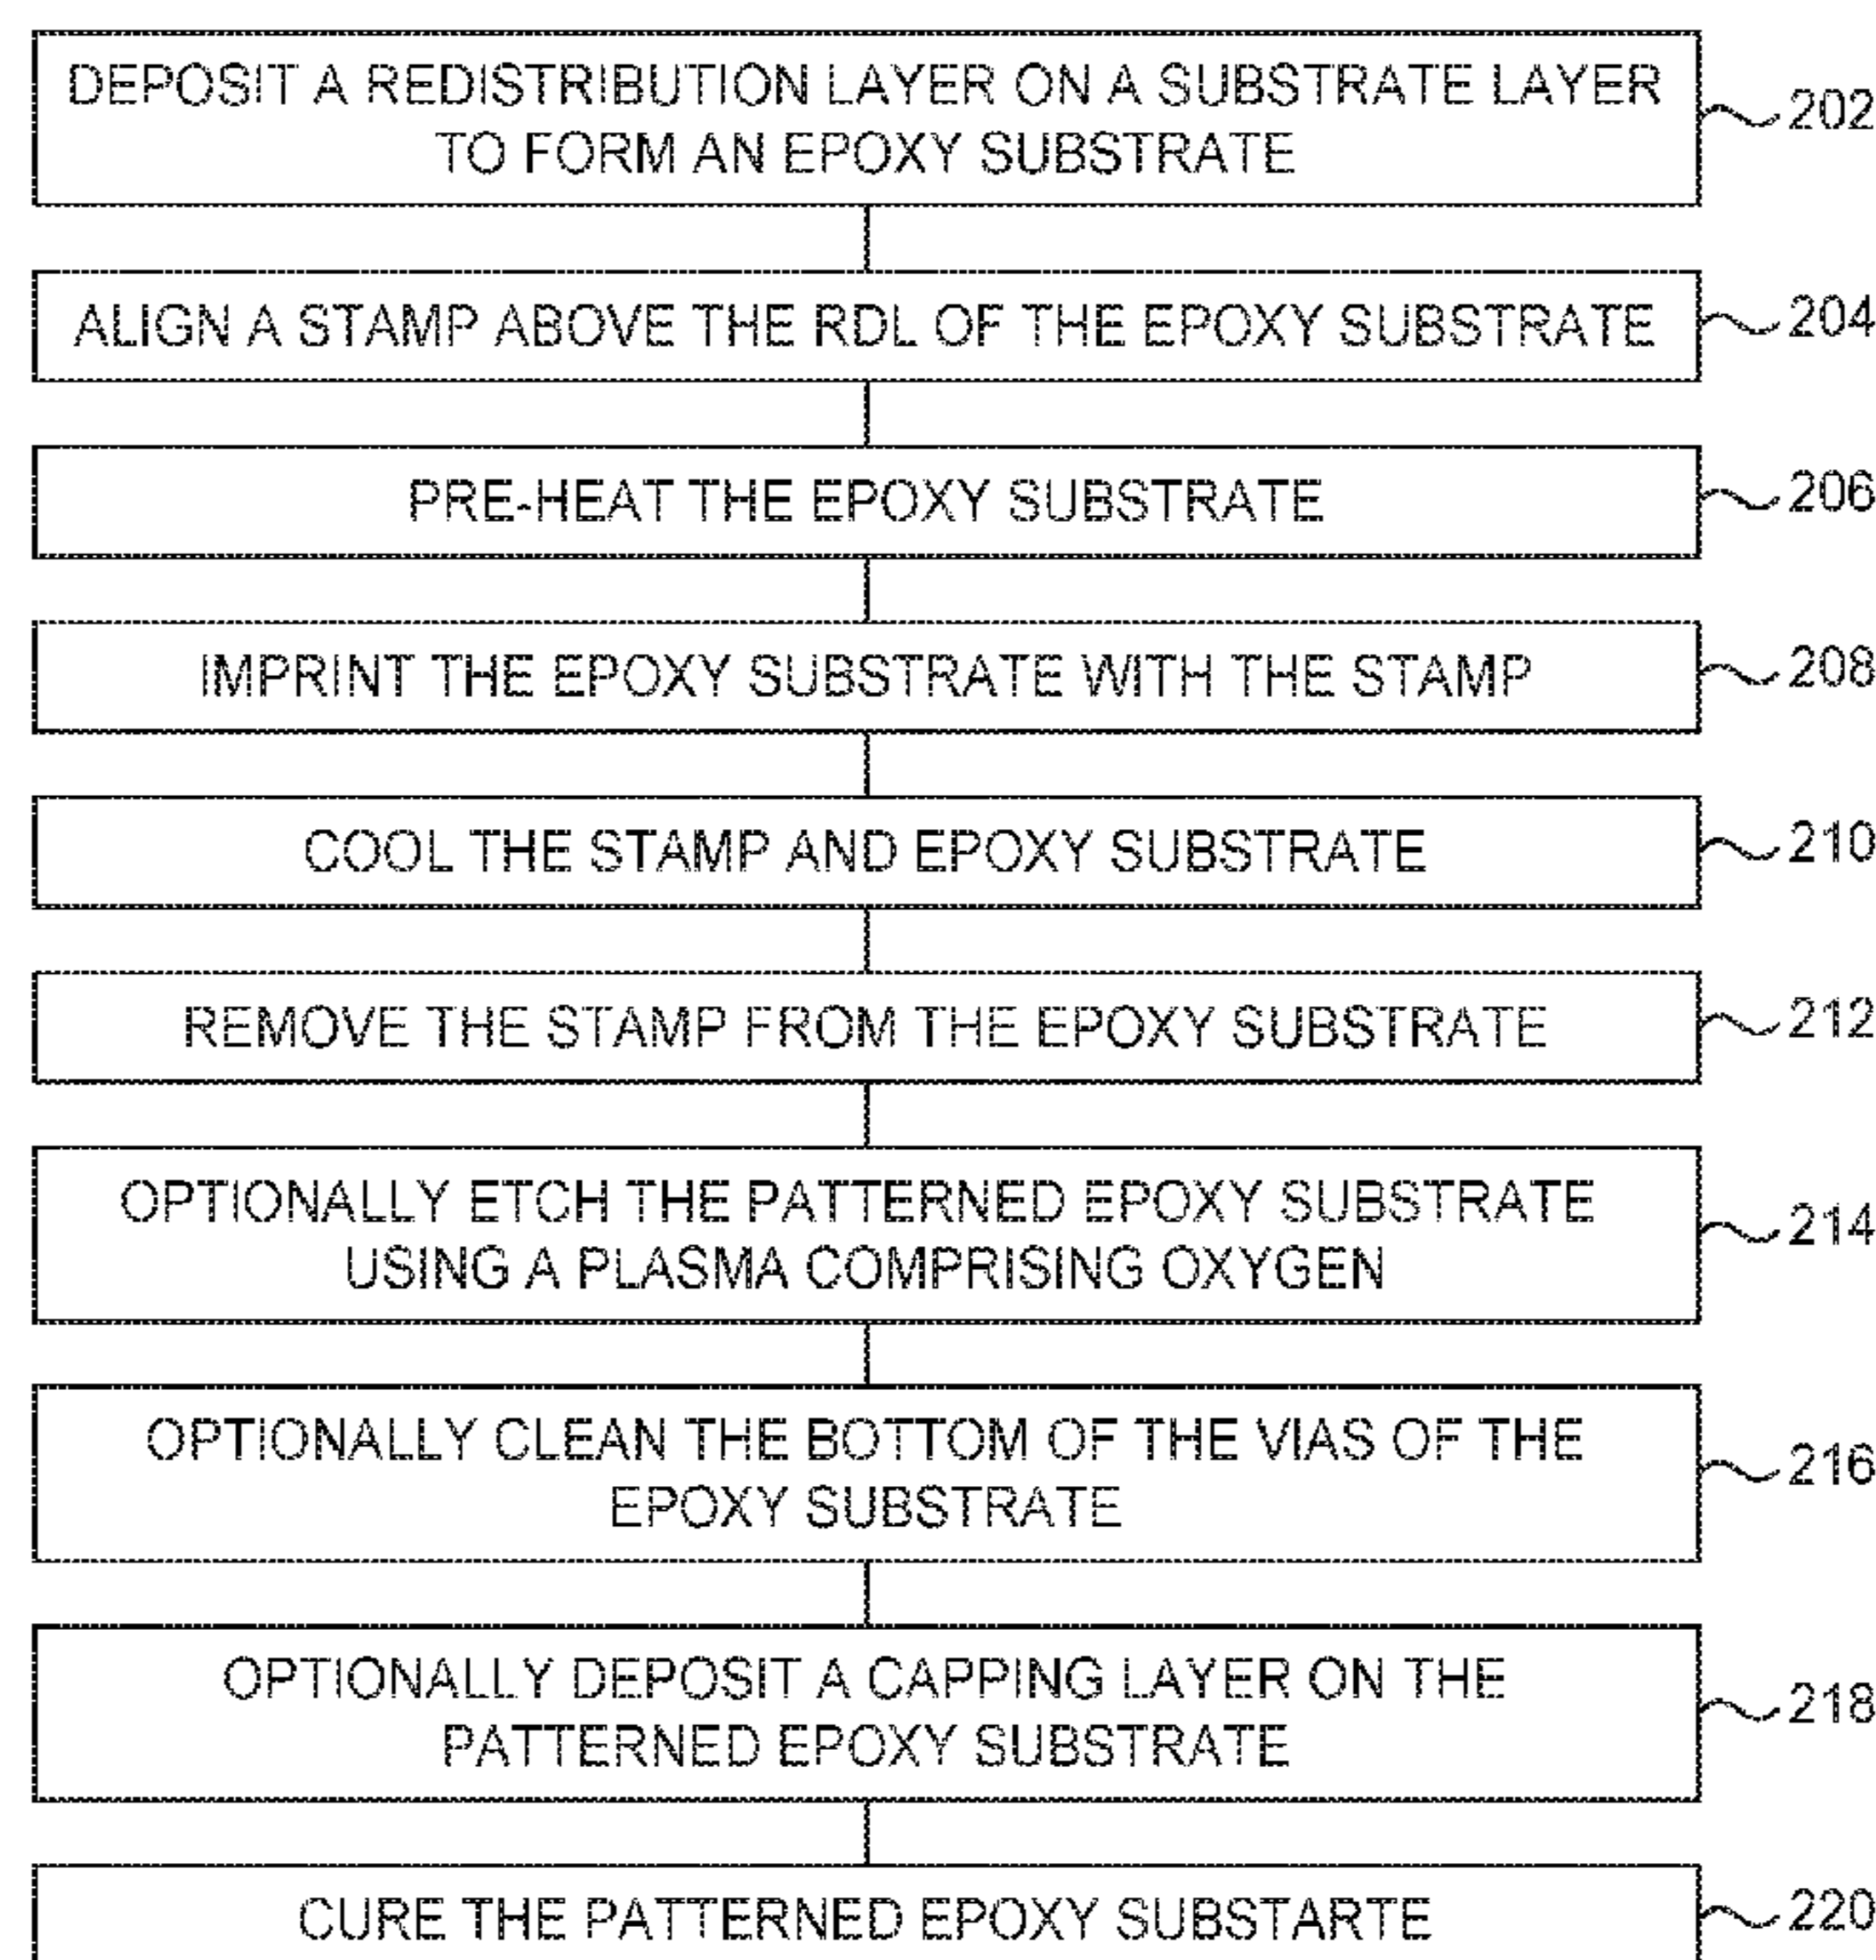 DEPOSIT A REDISTRIBUTION LAYER ON A SUBSTRATE LAYER
TO FORM AN EPOXY SUBSTRATE
202
ALIGN A STAMP ABOVE THE RDL OF THE EPOXY SUBSTRATE
204
PRE-HEAT THE EPOXY SUBSTRATE
206
IMPRINT THE EPOXY SUBSTRATE WITH THE STAMP
208
COOL THE STAMP AND EPOXY SUBSTRATE
210
REMOVE THE STAMP FROM THE EPOXY SUBSTRATE
212
OPTIONALLY ETCH THE PATTERNED EPOXY SUBSTRATE
USING A PLASMA COMPRISING OXYGEN
214
OPTIONALLY CLEAN THE BOTTOM OF THE VIAS OF THE
EPOXY SUBSTRATE
216
OPTIONALLY DEPOSIT A CAPPING LAYER ON THE
PATTERNED EPOXY SUBSTRATE
218
CURE THE PATTERNED EPOXY SUBSTARTE
220